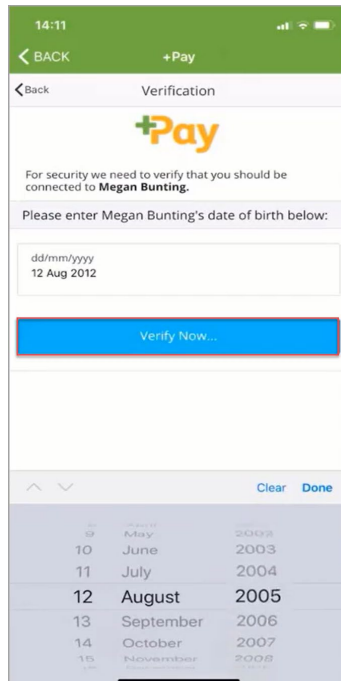 14:11
BACK
+Pay
Back
Verification
+Pay
For security we need to verify that you should be
connected to Megan Bunting.
Please enter Megan Bunting's date of birth below:
dd/mm/yyyy
12 Aug 2012
Verify Now...
Clear Done
9 May 2002
10 June 2003
11 July 2004
12 August 2005
13 September 2006
14 October 2007
15 November 2008